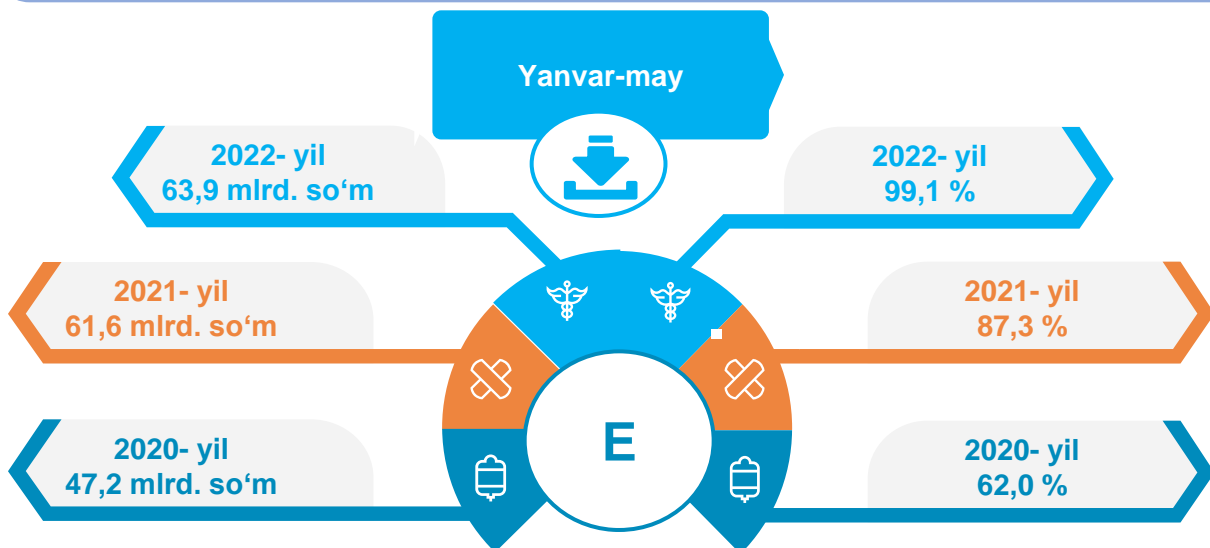 Yanvar-may
2022- yil
63,9 mlrd. so‘m
2022- yil
99,1 %
2021- yil
61,6 mlrd. so‘m
2021- yil
87,3 %
2020- yil
47,2 mlrd. so‘m
E
2020- yil
62,0 %